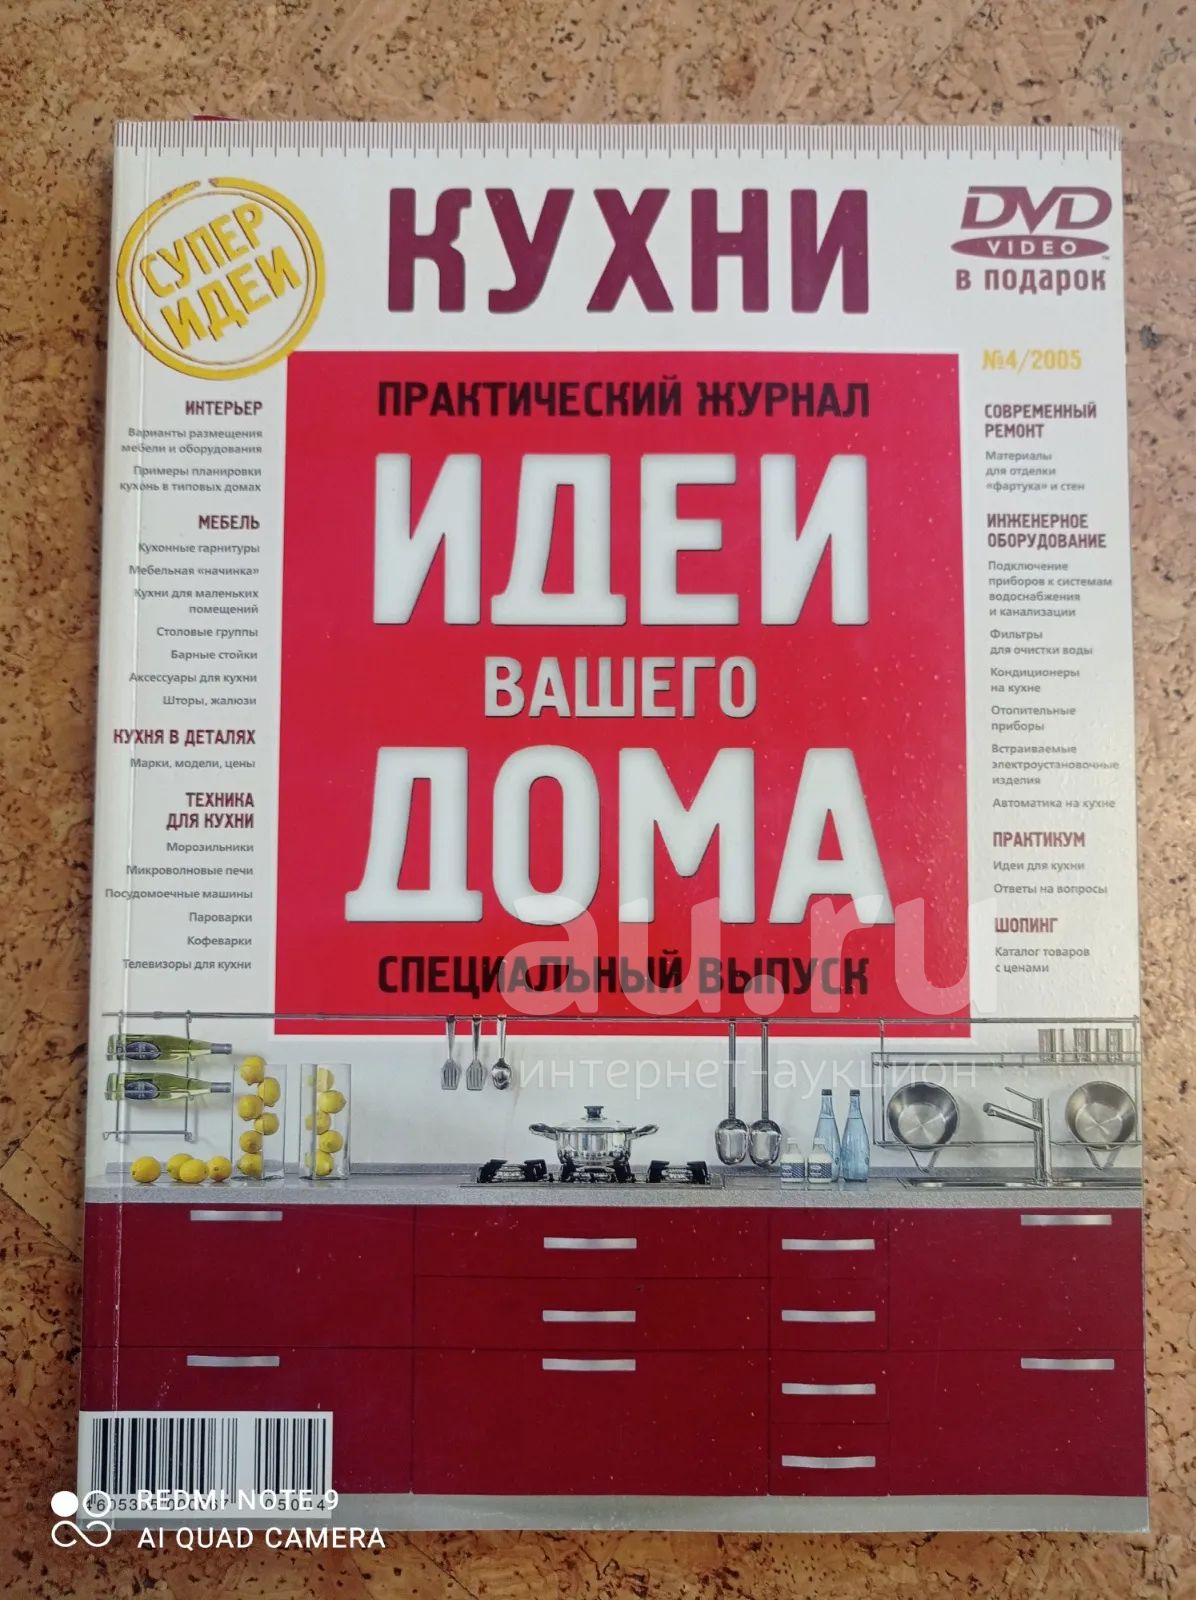 СУПЕР
ИДЕИ
КУХНИ
DVD
VIDEO
в подарок
№4/2005
ПРАКТИЧЕСКИЙ ЖУРНАЛ
ИДЕИ
ВАШЕГО
ДОМА
СПЕЦИАЛЬНЫЙ ВЫПУСК
ИНТЕРЬЕР
Варианты размещения
мебели и оборудования
Примеры планировки
кухонь в типовых домах
МЕБЕЛЬ
Кухонные гарнитуры
Мебельная «начинка»
Кухни для маленьких
помещений
Столовые группы
Барные стойки
Аксессуары для кухни
Шторы, жалюзи
КУХНЯ В ДЕТАЛЯХ
Марки, модели, цены
ТЕХНИКА
ДЛЯ КУХНИ
Морозильники
Микроволновые печи
Посудомоечные машины
Пароварки
Кофеварки
Телевизоры для кухни
СОВРЕМЕННЫЙ
РЕМОНТ
Материалы
для отделки
«фартука» и стен
ИНЖЕНЕРНОЕ
ОБОРУДОВАНИЕ
Подключение
приборов к системам
водоснабжения
и канализации
Фильтры
для очистки воды
Кондиционеры
на кухне
Отопительные
приборы
Встраиваемые
электроустановочные
изделия
Автоматика на кухне
ПРАКТИКУМ
Идеи для кухни
Ответы на вопросы
ШОПИНГ
Каталог товаров
с ценами
au.ru
интернет-аукцион
REDMI NOTE 9
AI QUAD CAMERA